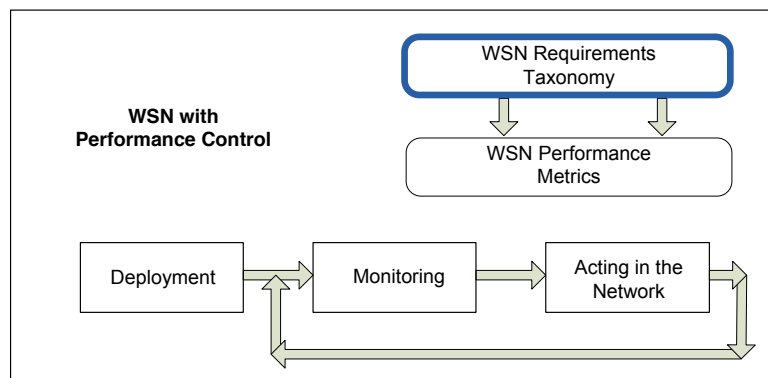 WSN Requirements
Taxonomy
WSN with
Performance Control
WSN Performance
Metrics
Deployment
Monitoring
Acting in the
Network